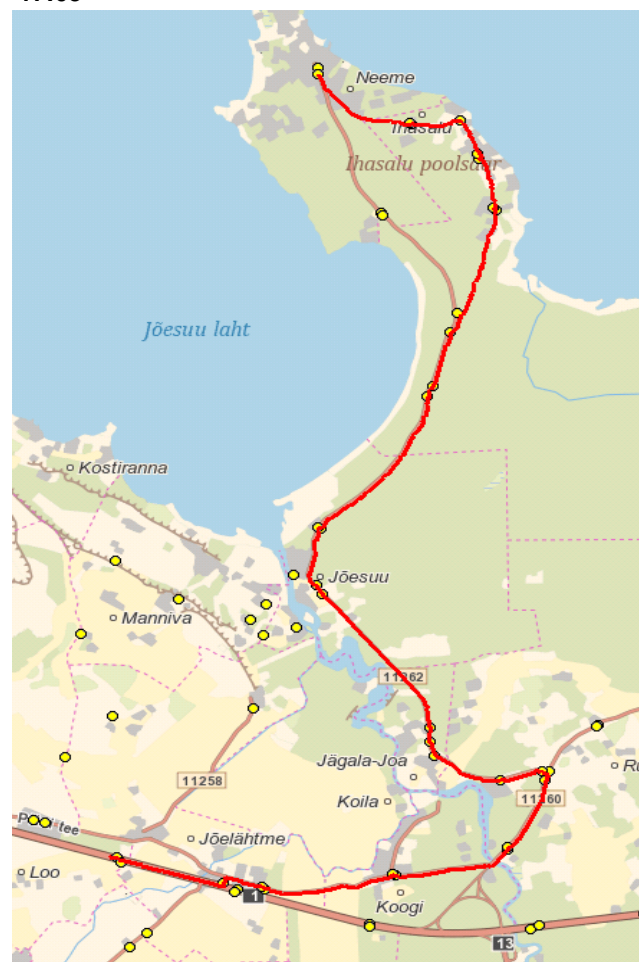 Neeme
Ihasalu
Ihasalu poolsaar
Jõesuu laht
Kostiranna
Jõesuu
Manniva
11262
Jägala-Joa
Ru
11258
11260
Koila
tee
Jõelähtme
Loo
1
Koogi
13